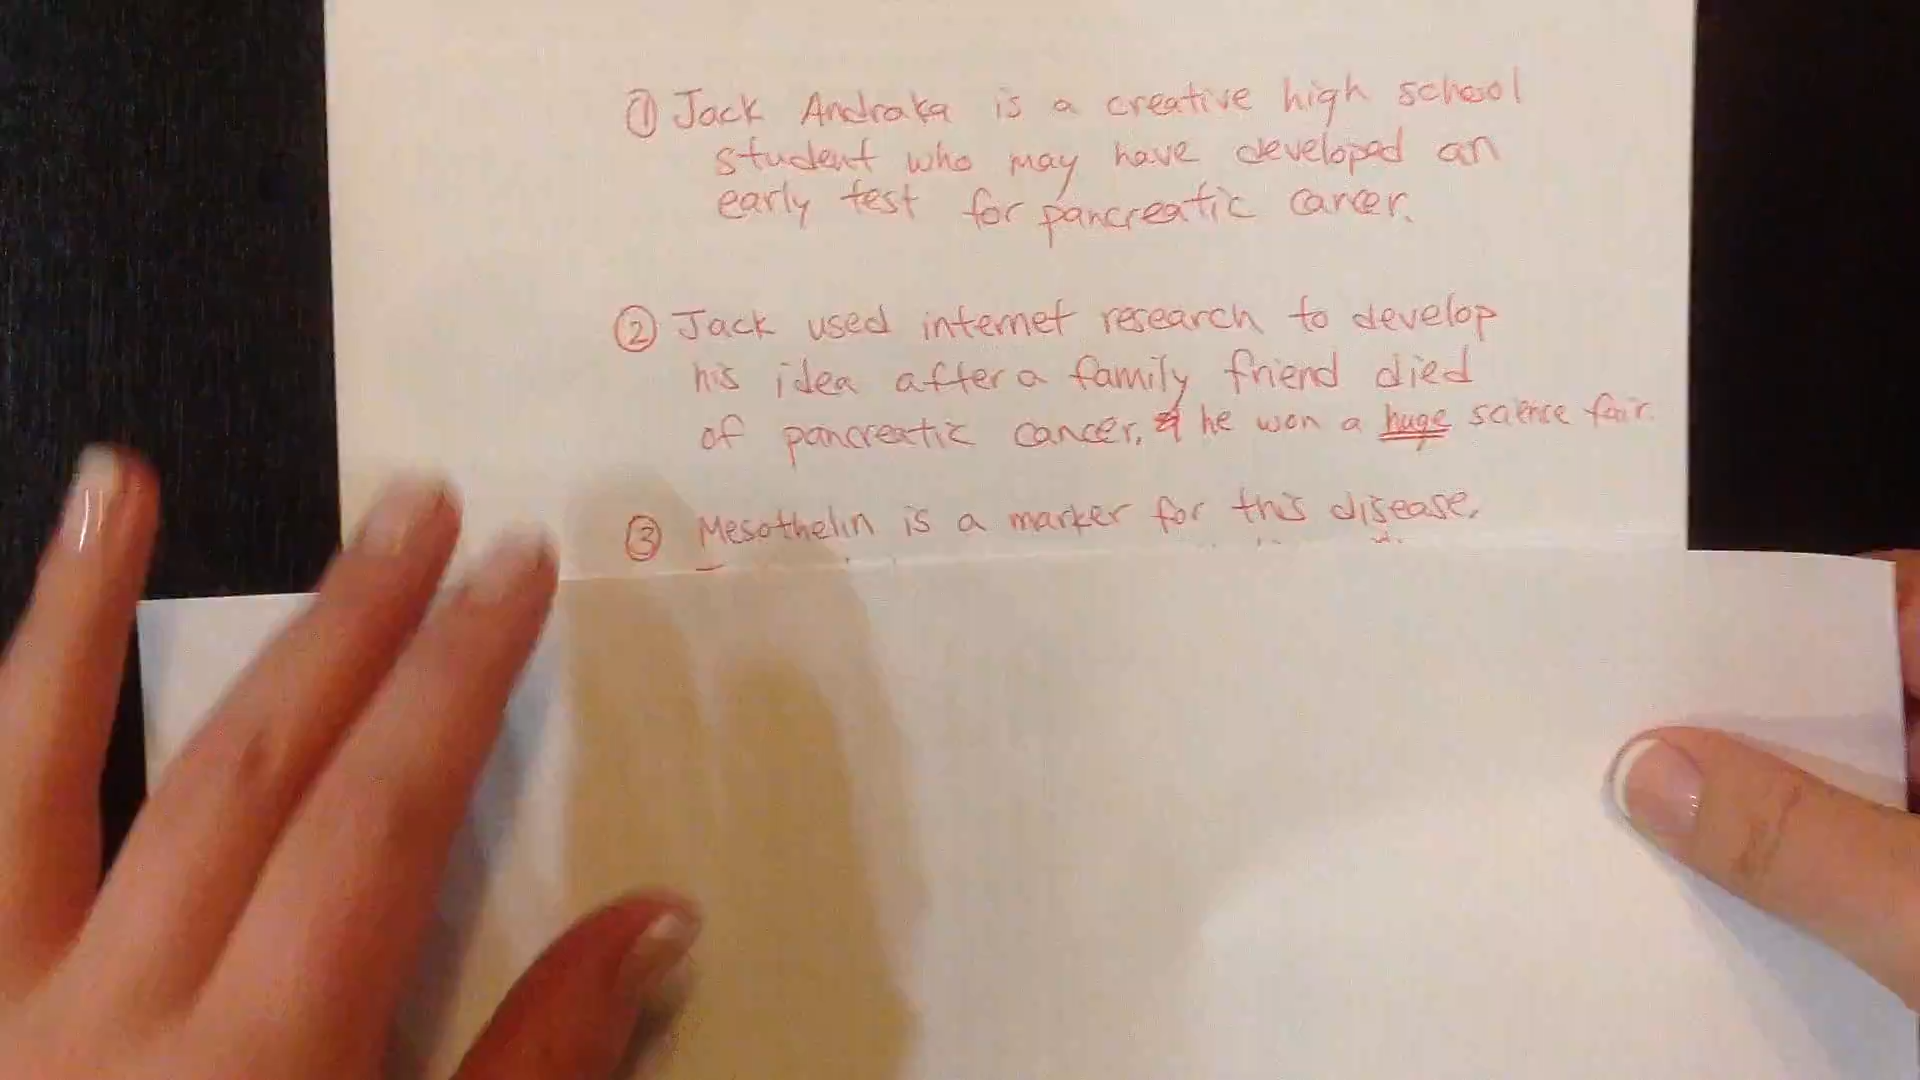 ① Jack Andraka is a creative high school
student who may have developed an
early test for pancreatic cancer.
② Jack used internet research to develop
his idea after a family friend died
of pancreatic cancer. & he won a huge science fair.
③ Mesothelin is a marker for this disease.